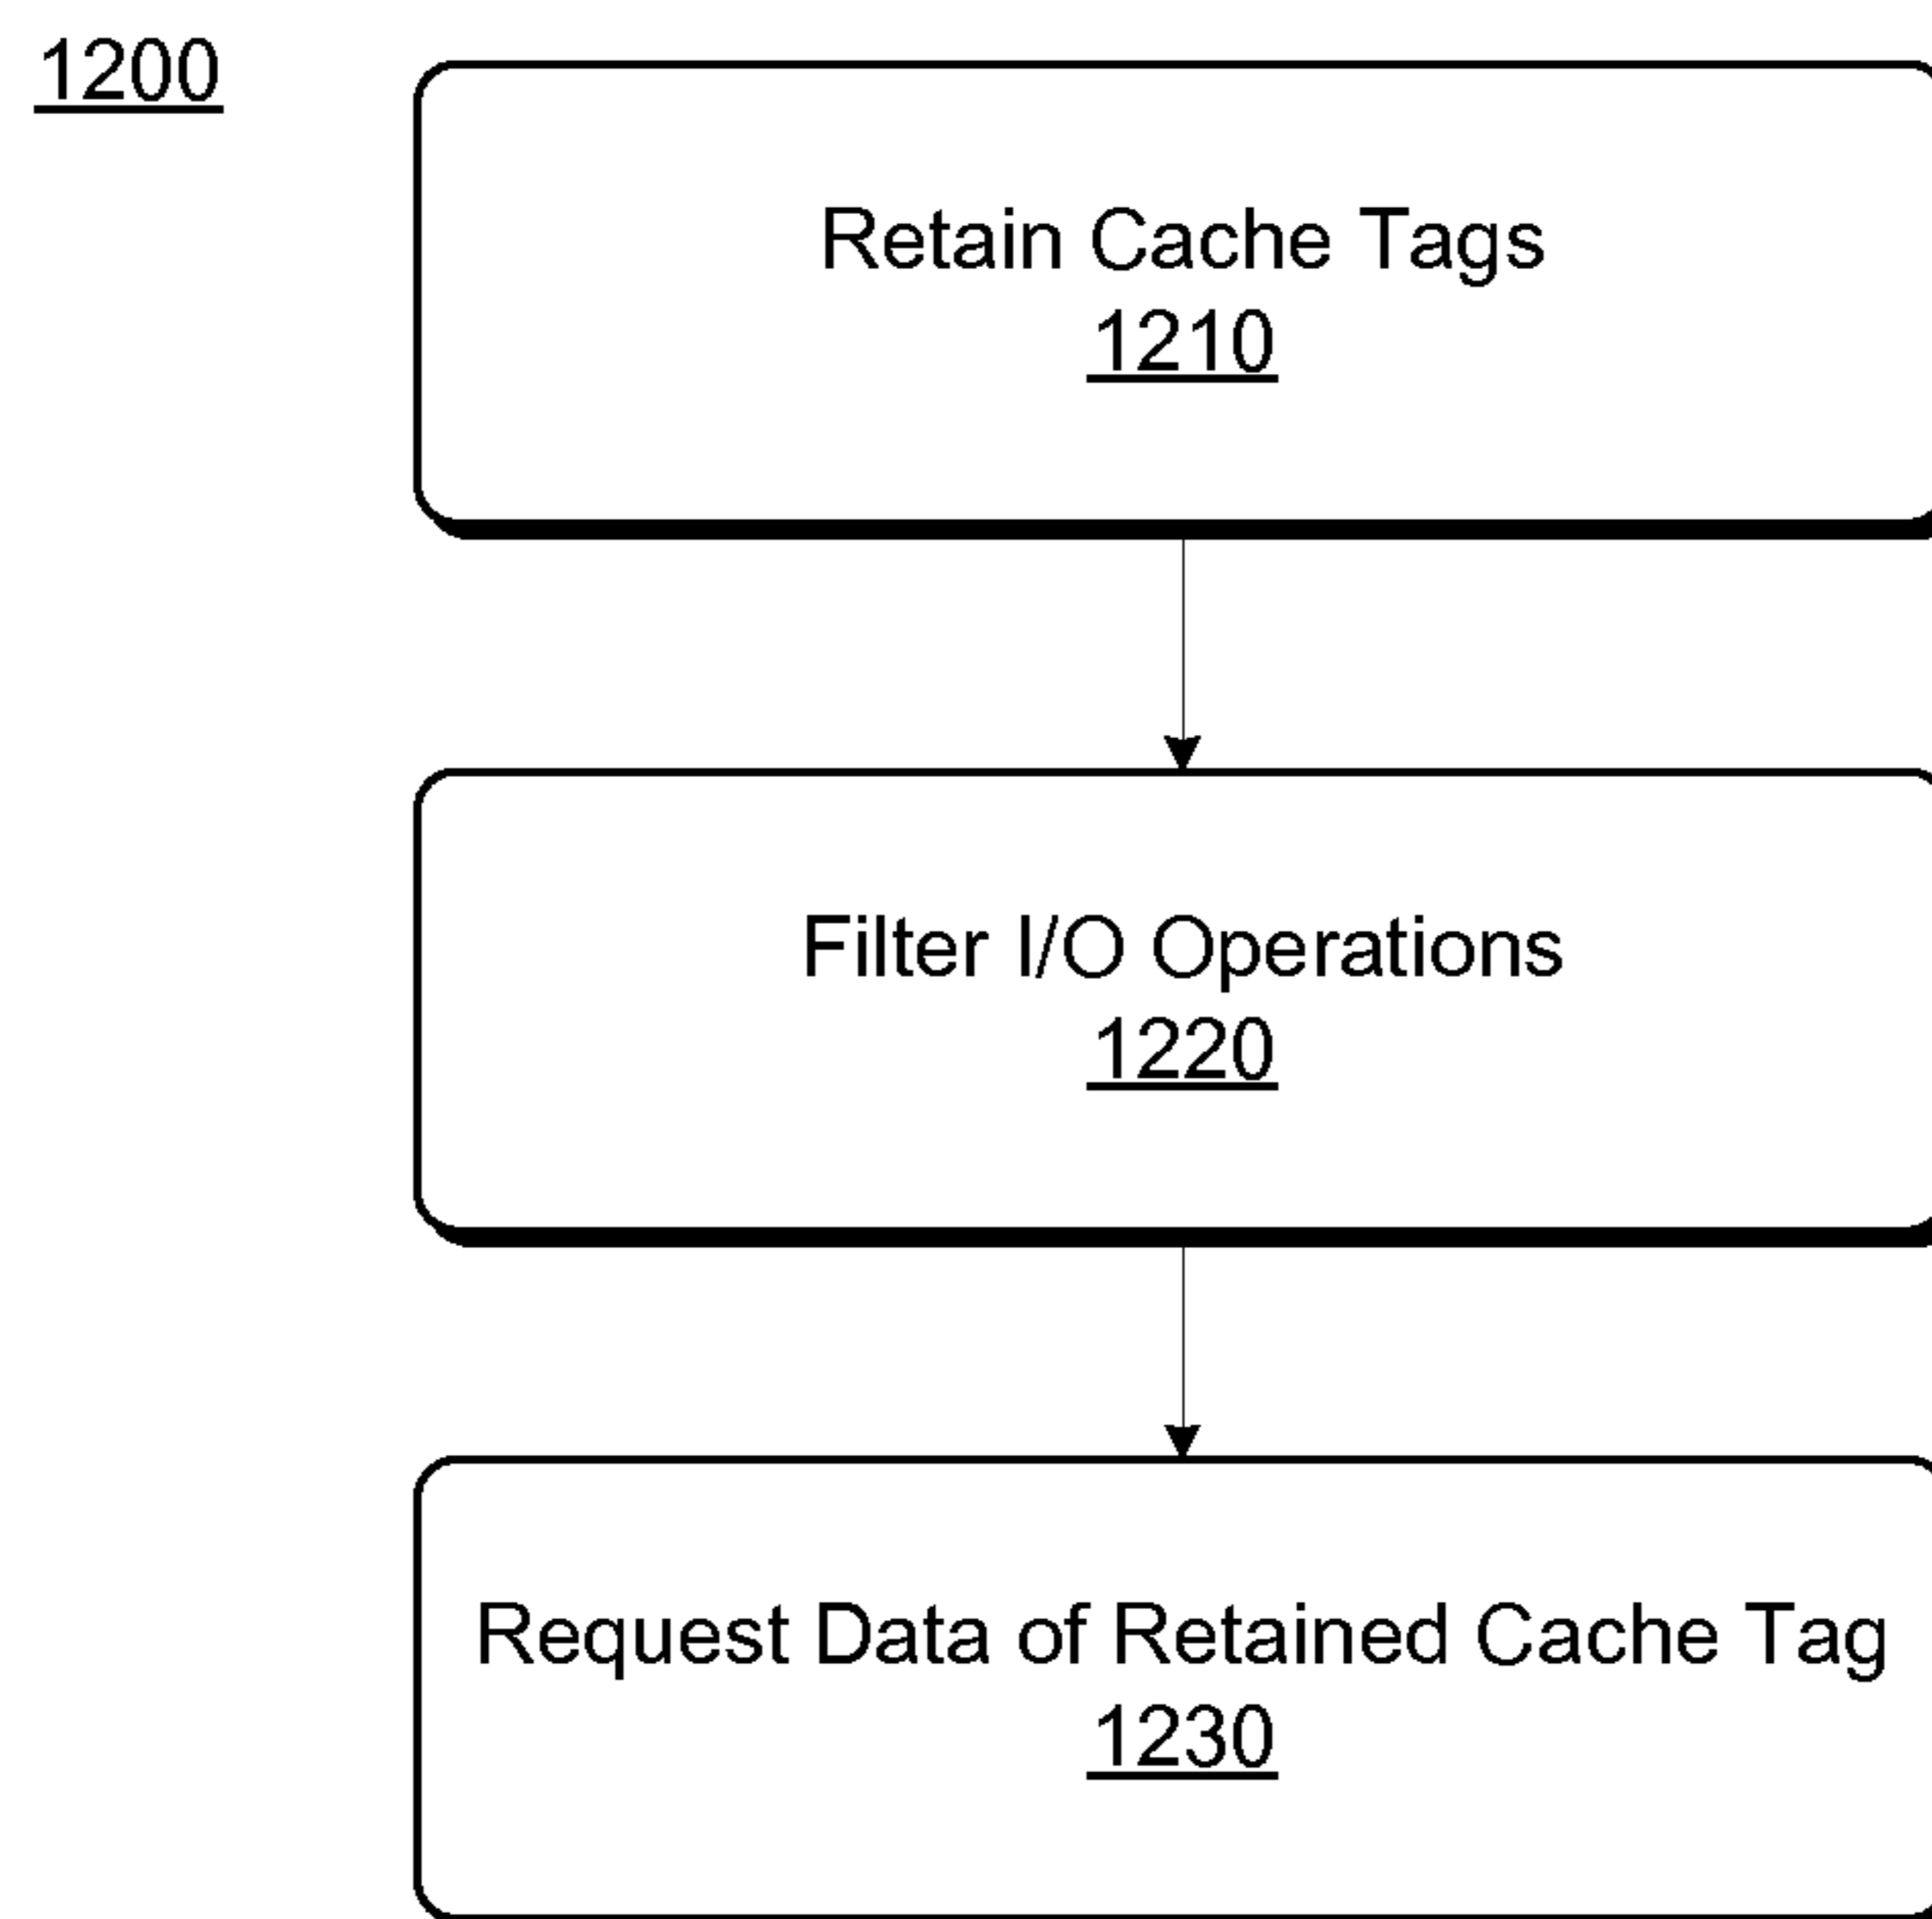 1200
Retain Cache Tags
1210
Filter I/O Operations
1220
Request Data of Retained Cache Tag
1230